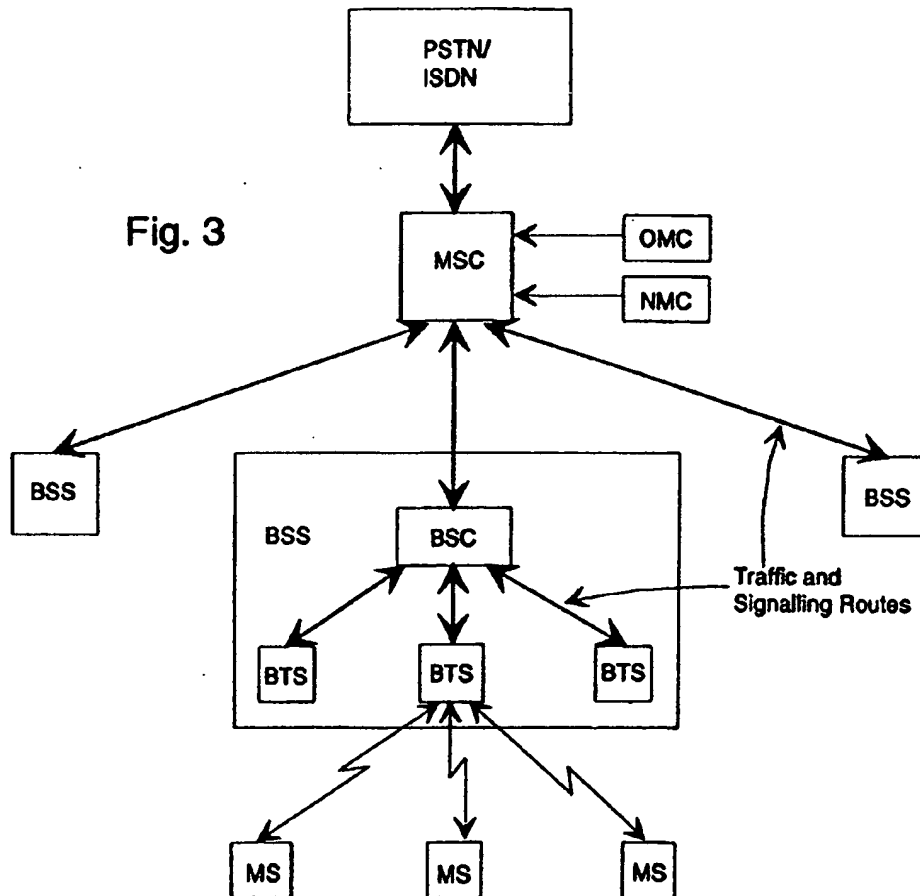 PSTN/
ISDN
Fig. 3
MSC
OMC
NMC
BSS
BSS
BSC
BSS
Traffic and
Signalling Routes
BTS
BTS
BTS
MS
MS
MS